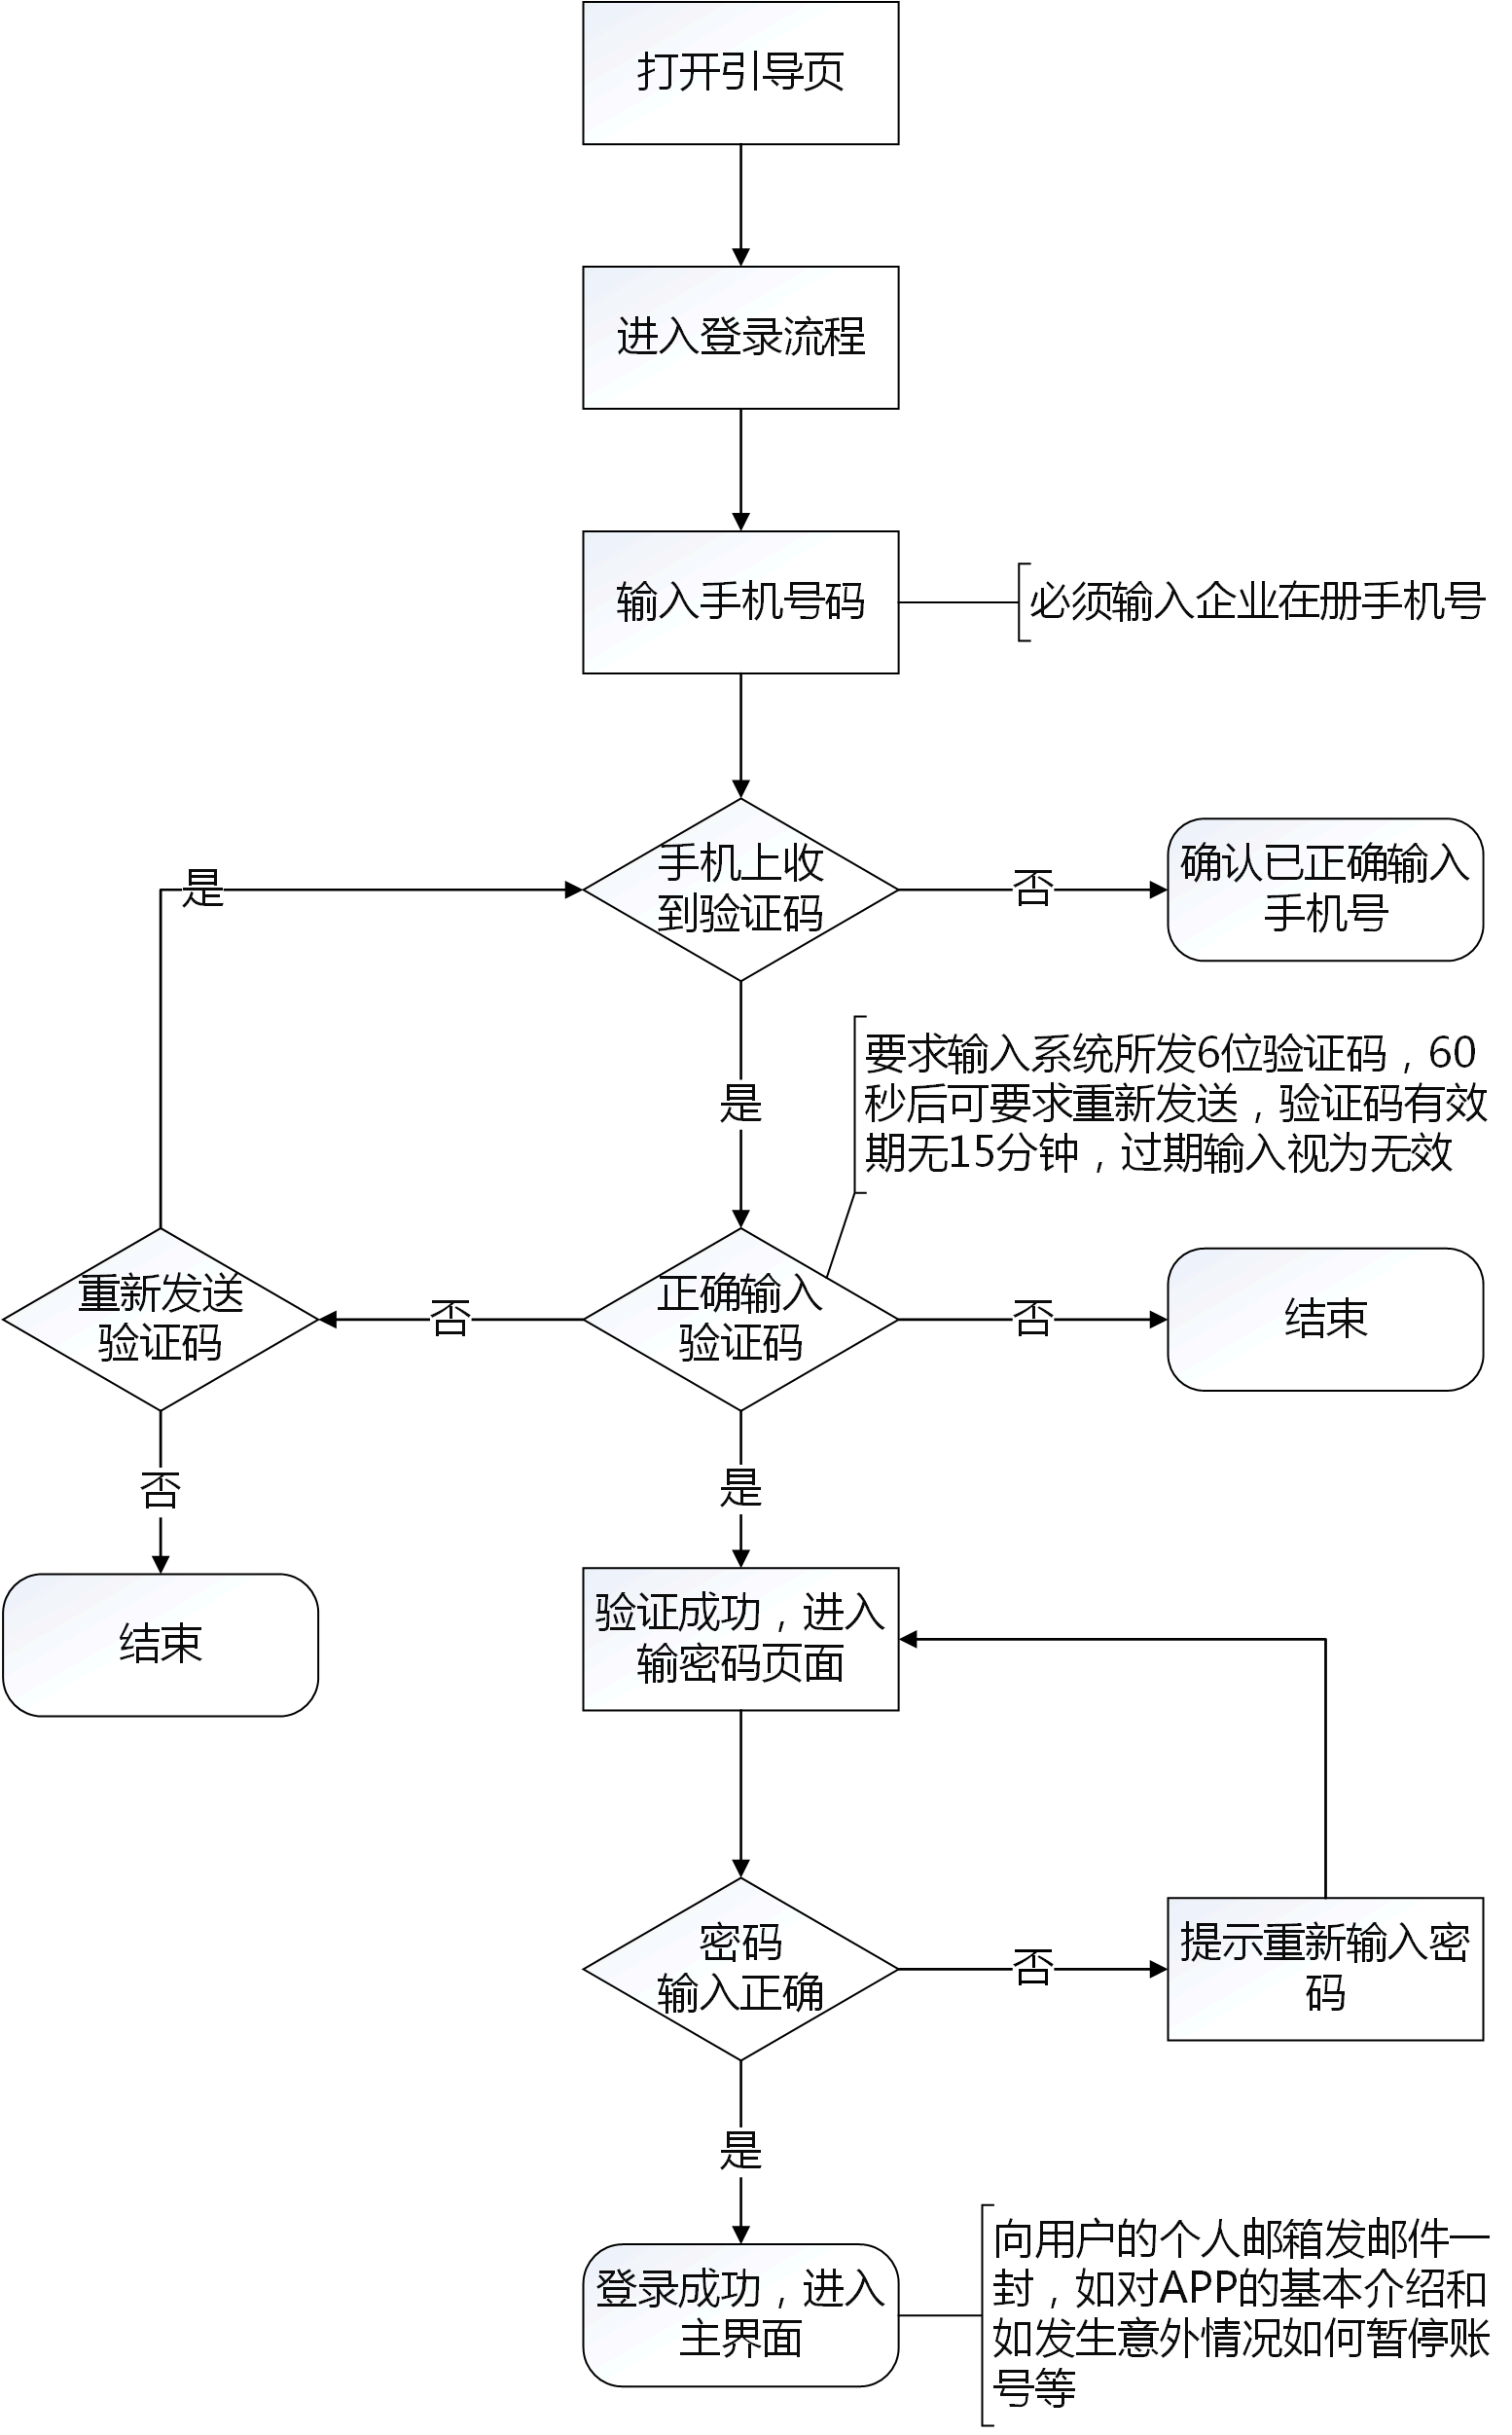 打开引导页
进入登录流程
输入手机号码
必须输入企业在册手机号
手机上收
到验证码
否
确认已正确输入
手机号
是
是
要求输入系统所发6位验证码，60
秒后可要求重新发送，验证码有效
期无15分钟，过期输入视为无效
重新发送
验证码
否
正确输入
验证码
否
结束
否
是
结束
验证成功，进入
输密码页面
密码
输入正确
否
提示重新输入密
码
是
登录成功，进入
主界面
向用户的个人邮箱发邮件一
封，如对APP的基本介绍和
如发生意外情况如何暂停账
号等